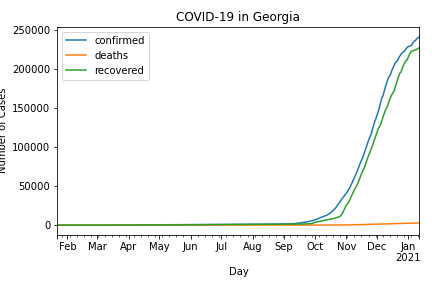 COVID-19 in Georgia
confirmed
deaths
recovered
250000
200000
150000
100000
50000
0
Number of Cases
Feb Mar Apr May Jun Jul Aug Sep Oct Nov Dec Jan
2021
Day